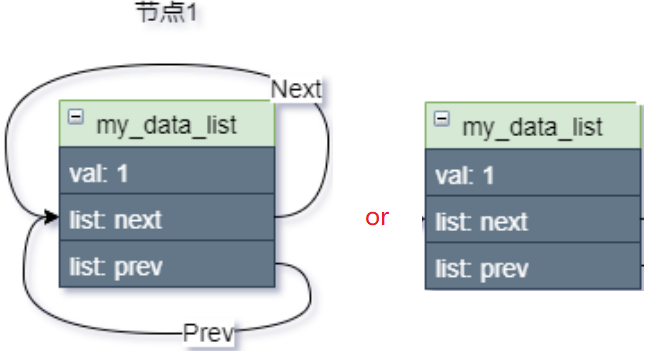 节点1
Next
my_data_list
val: 1
list: next
list: prev
Prev
or
my_data_list
val: 1
list: next
list: prev